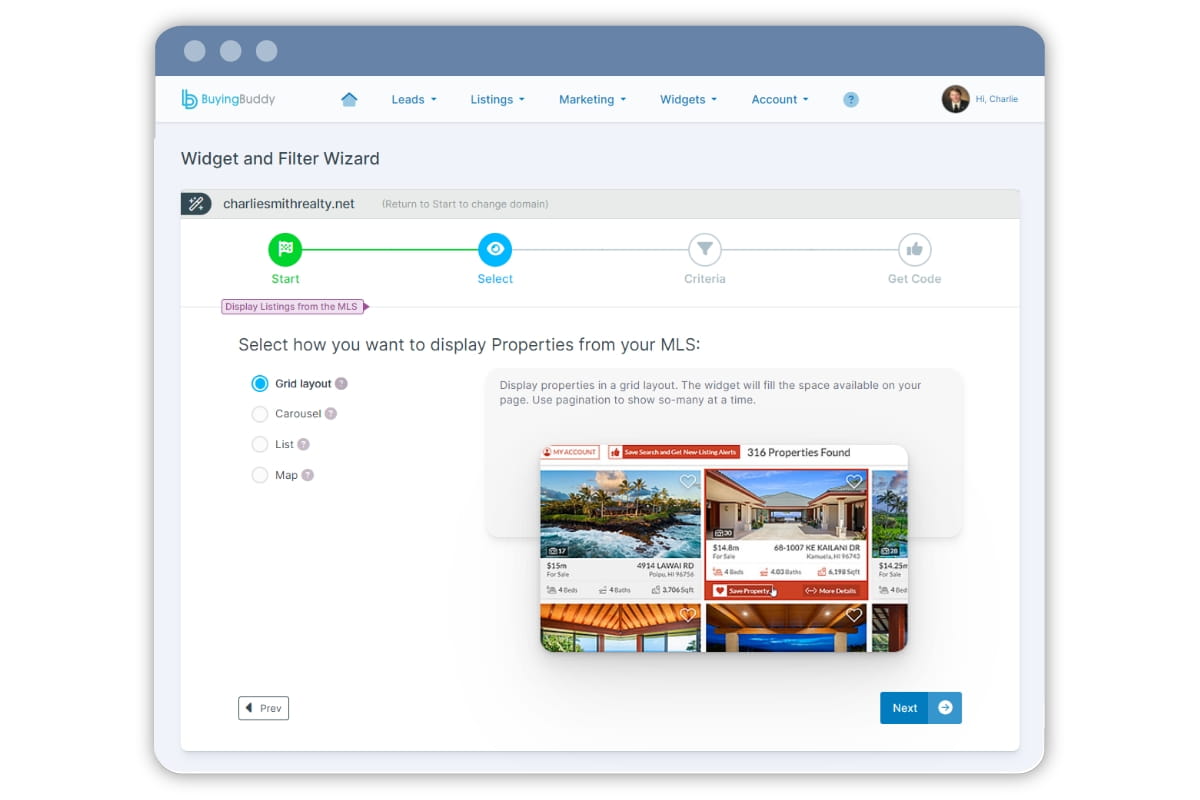 BuyingBuddy
Leads
Listings
Marketing
Widgets
Account
?
Hi, Charlie
Widget and Filter Wizard
charliesmithrealty.net (Return to Start to change domain)
Start
Select
Criteria
Get Code
Display Listings from the MLS
Select how you want to display Properties from your MLS:
Grid layout ?
Carousel ?
List ?
Map ?
Display properties in a grid layout. The widget will fill the space available on your
page. Use pagination to show so-many at a time.
MY ACCOUNT
Save Search and Get New Listing Alerts
316 Properties Found
17
$15m 4914 LAWAI RD
For Sale Poipu, HI 96756
4 Beds 4 Baths 3,706 Sqft
30
$14.8m 68-1007 KE KAILANI DR
For Sale Kamuela, HI 96743
4 Beds 4.03 Baths 6,198 Sqft
Save Property More Details
28
$14.25m
For Sale
4 Bed
Prev
Next